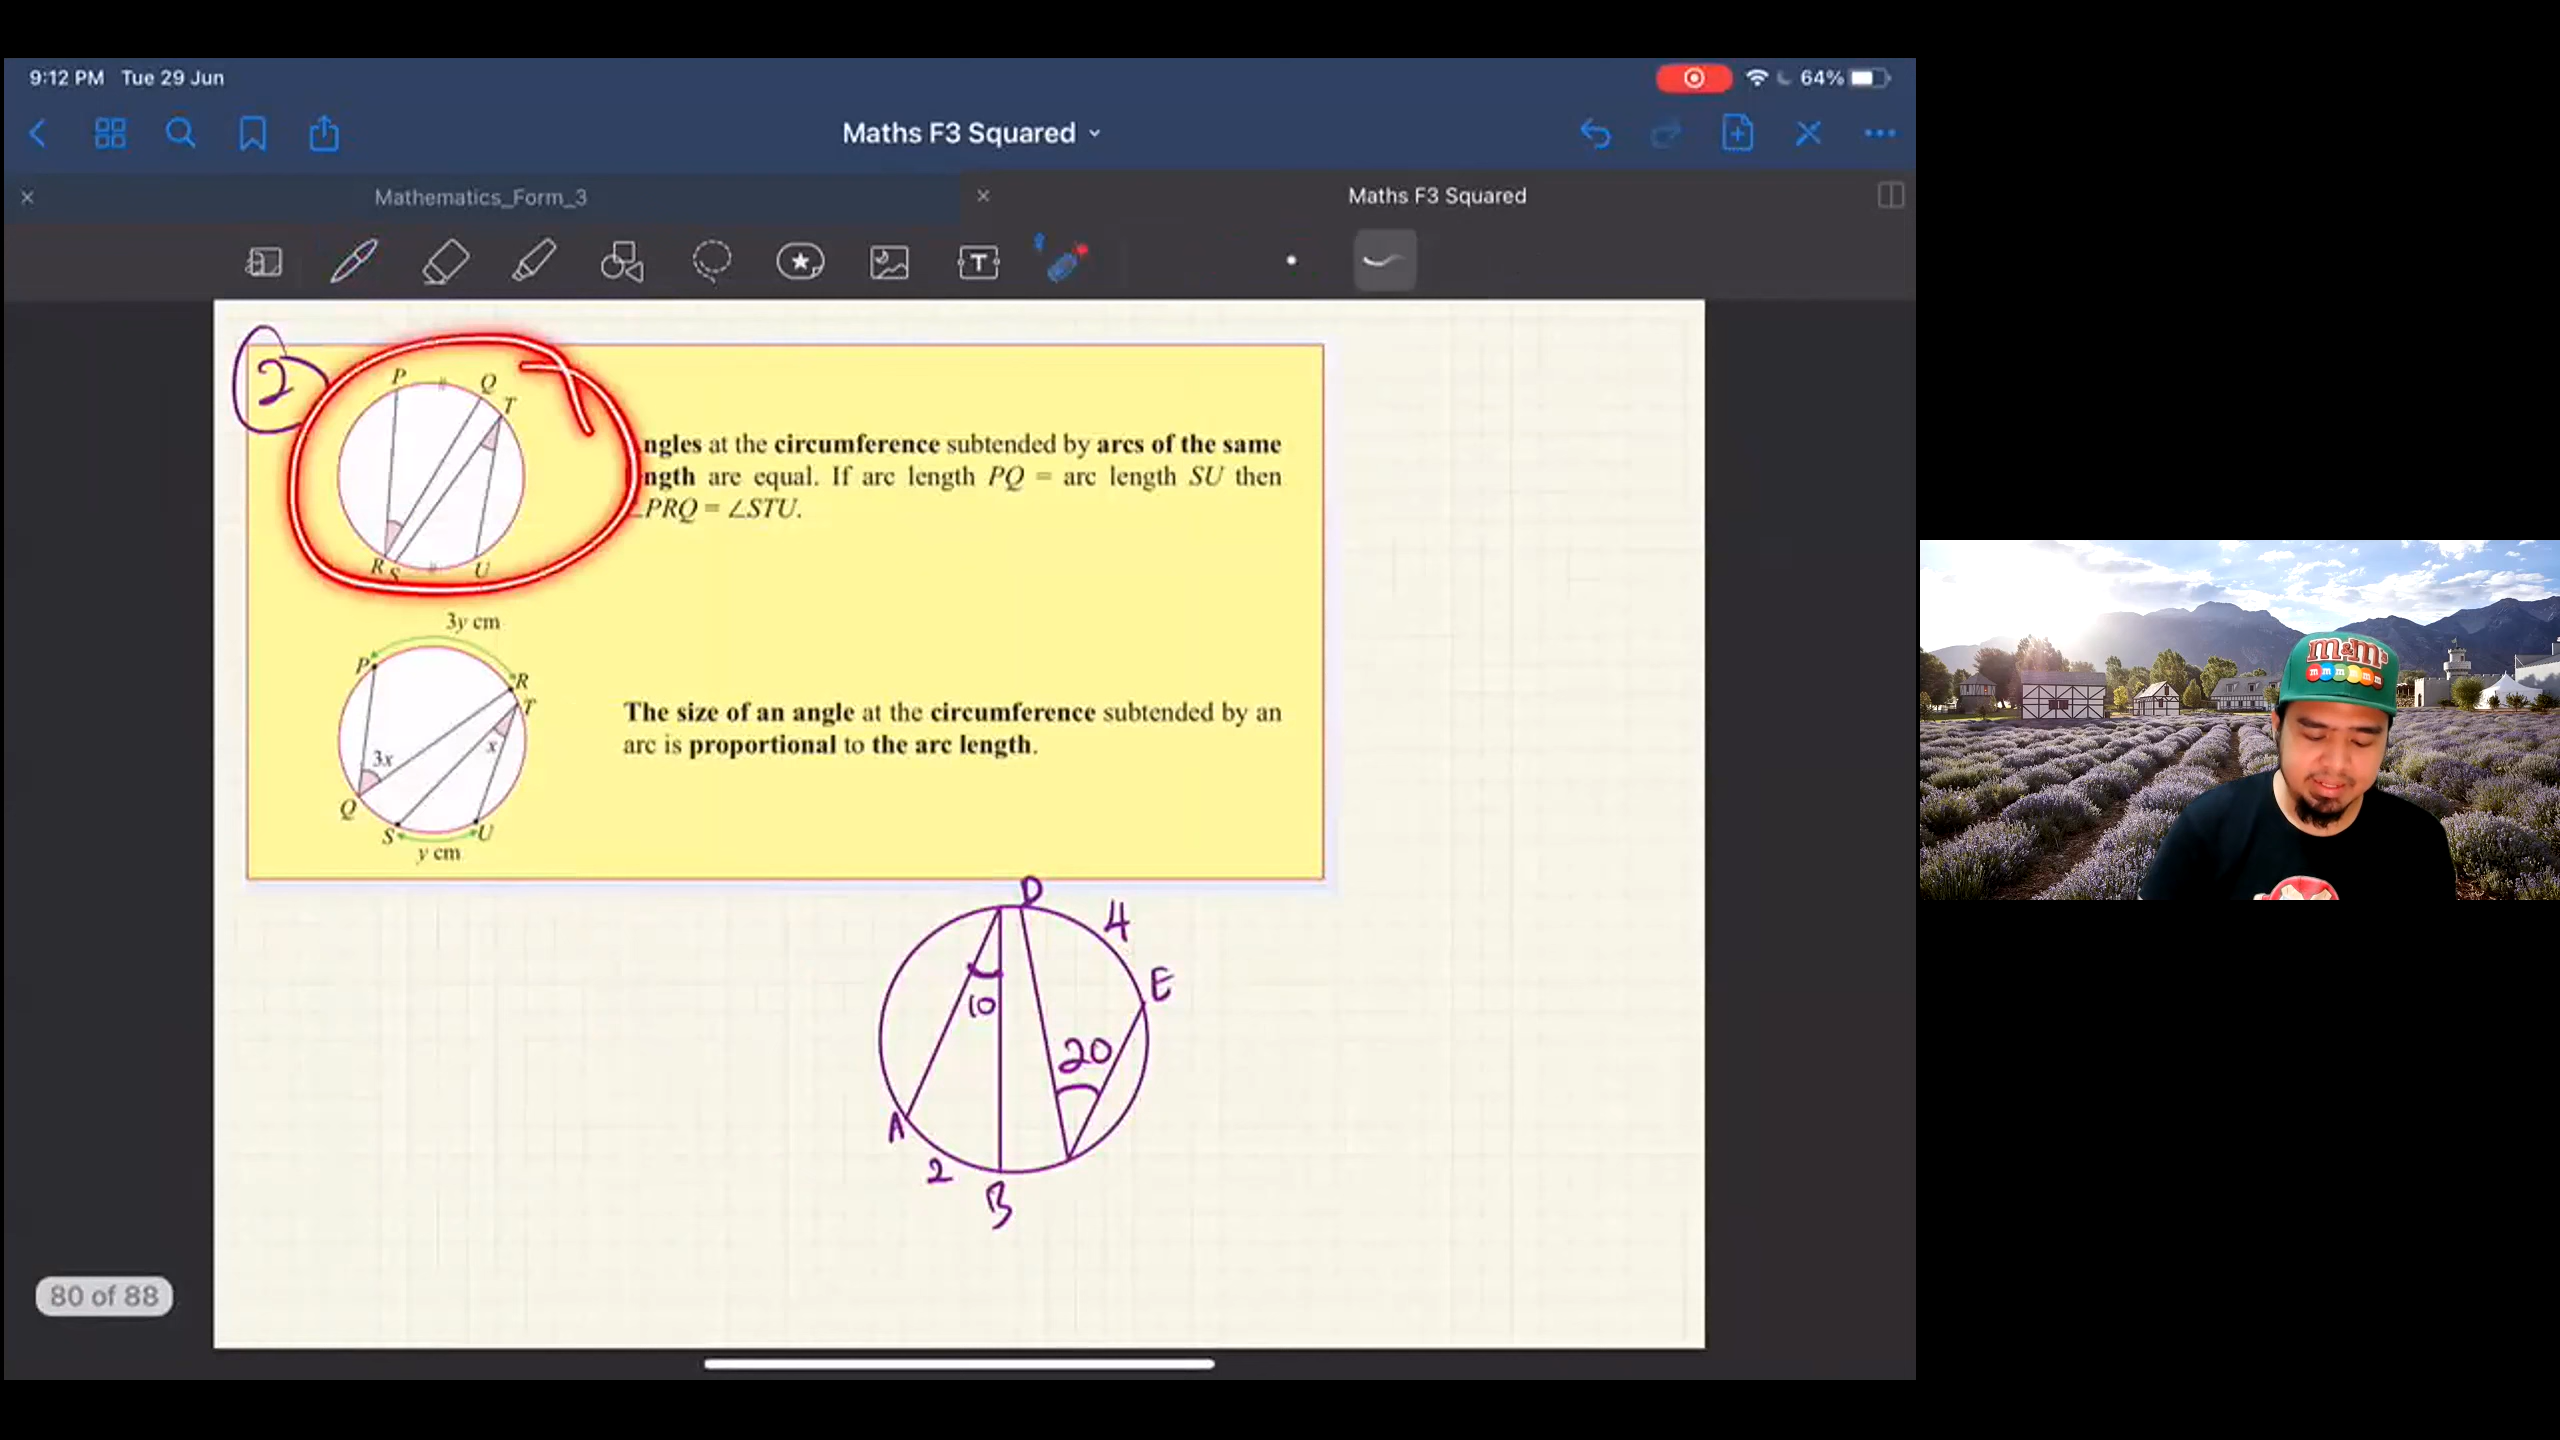 9:12 PM Tue 29 Jun
64%
Maths F3 Squared
Mathematics_Form_3
Maths F3 Squared
T
2
P
Q
T
R
S
U
ngles at the circumference subtended by arcs of the same
ngth are equal. If arc length PQ = arc length SU then
∠PRQ = ∠STU.
3y cm
P
R
T
3x
x
Q
S
U
y cm
The size of an angle at the circumference subtended by an
arc is proportional to the arc length.
D
4
E
10
20
A
2
B
80 of 88
m&m's
m m m m m